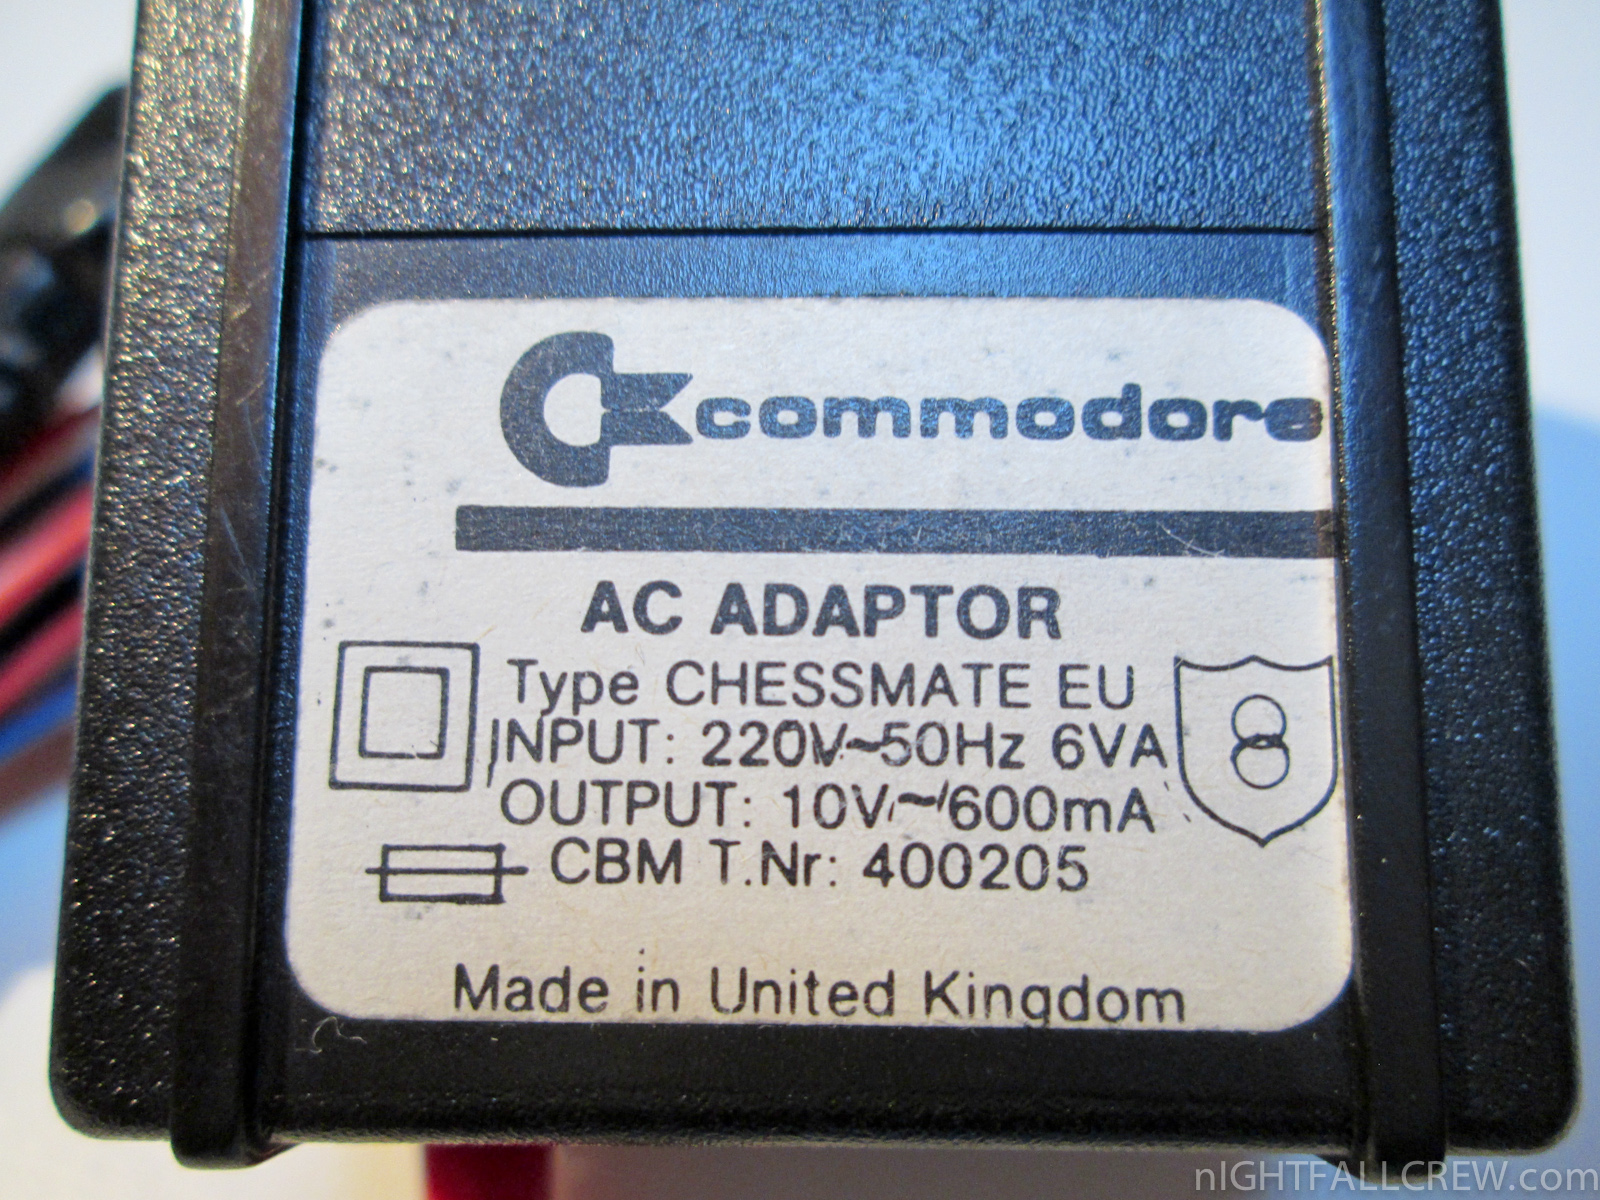 commodore
AC ADAPTOR
Type CHESSMATE EU
INPUT: 220V~50Hz 6VA
OUTPUT: 10V~/600mA
CBM T.Nr: 400205
Made in United Kingdom
nIGHTFALLCREW.com